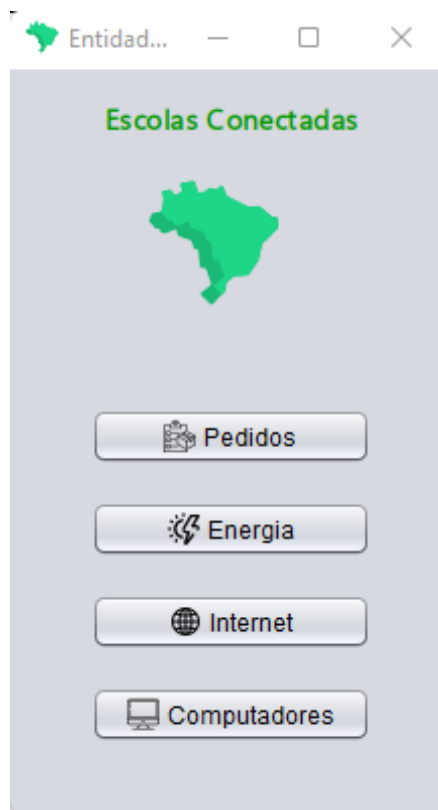 Entidad...
Escolas Conectadas
Pedidos
Energia
Internet
Computadores